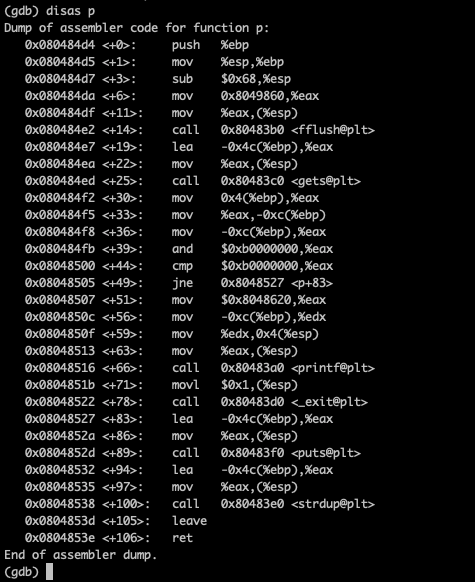 (gdb) disas p
Dump of assembler code for function p:
   0x080484d4 <+0>:     push   %ebp
   0x080484d5 <+1>:     mov    %esp,%ebp
   0x080484d7 <+3>:     sub    $0x68,%esp
   0x080484da <+6>:     mov    0x8049860,%eax
   0x080484df <+11>:    mov    %eax,(%esp)
   0x080484e2 <+14>:    call   0x80483b0 <fflush@plt>
   0x080484e7 <+19>:    lea    -0x4c(%ebp),%eax
   0x080484ea <+22>:    mov    %eax,(%esp)
   0x080484ed <+25>:    call   0x80483c0 <gets@plt>
   0x080484f2 <+30>:    mov    0x4(%ebp),%eax
   0x080484f5 <+33>:    mov    %eax,-0xc(%ebp)
   0x080484f8 <+36>:    mov    -0xc(%ebp),%eax
   0x080484fb <+39>:    and    $0xb0000000,%eax
   0x08048500 <+44>:    cmp    $0xb0000000,%eax
   0x08048505 <+49>:    jne    0x8048527 <p+83>
   0x08048507 <+51>:    mov    $0x8048620,%eax
   0x0804850c <+56>:    mov    -0xc(%ebp),%edx
   0x0804850f <+59>:    mov    %edx,0x4(%esp)
   0x08048513 <+63>:    mov    %eax,(%esp)
   0x08048516 <+66>:    call   0x80483a0 <printf@plt>
   0x0804851b <+71>:    movl   $0x1,(%esp)
   0x08048522 <+78>:    call   0x80483d0 <_exit@plt>
   0x08048527 <+83>:    lea    -0x4c(%ebp),%eax
   0x0804852a <+86>:    mov    %eax,(%esp)
   0x0804852d <+89>:    call   0x80483f0 <puts@plt>
   0x08048532 <+94>:    lea    -0x4c(%ebp),%eax
   0x08048535 <+97>:    mov    %eax,(%esp)
   0x08048538 <+100>:   call   0x80483e0 <strdup@plt>
   0x0804853d <+105>:   leave
   0x0804853e <+106>:   ret
End of assembler dump.
(gdb)